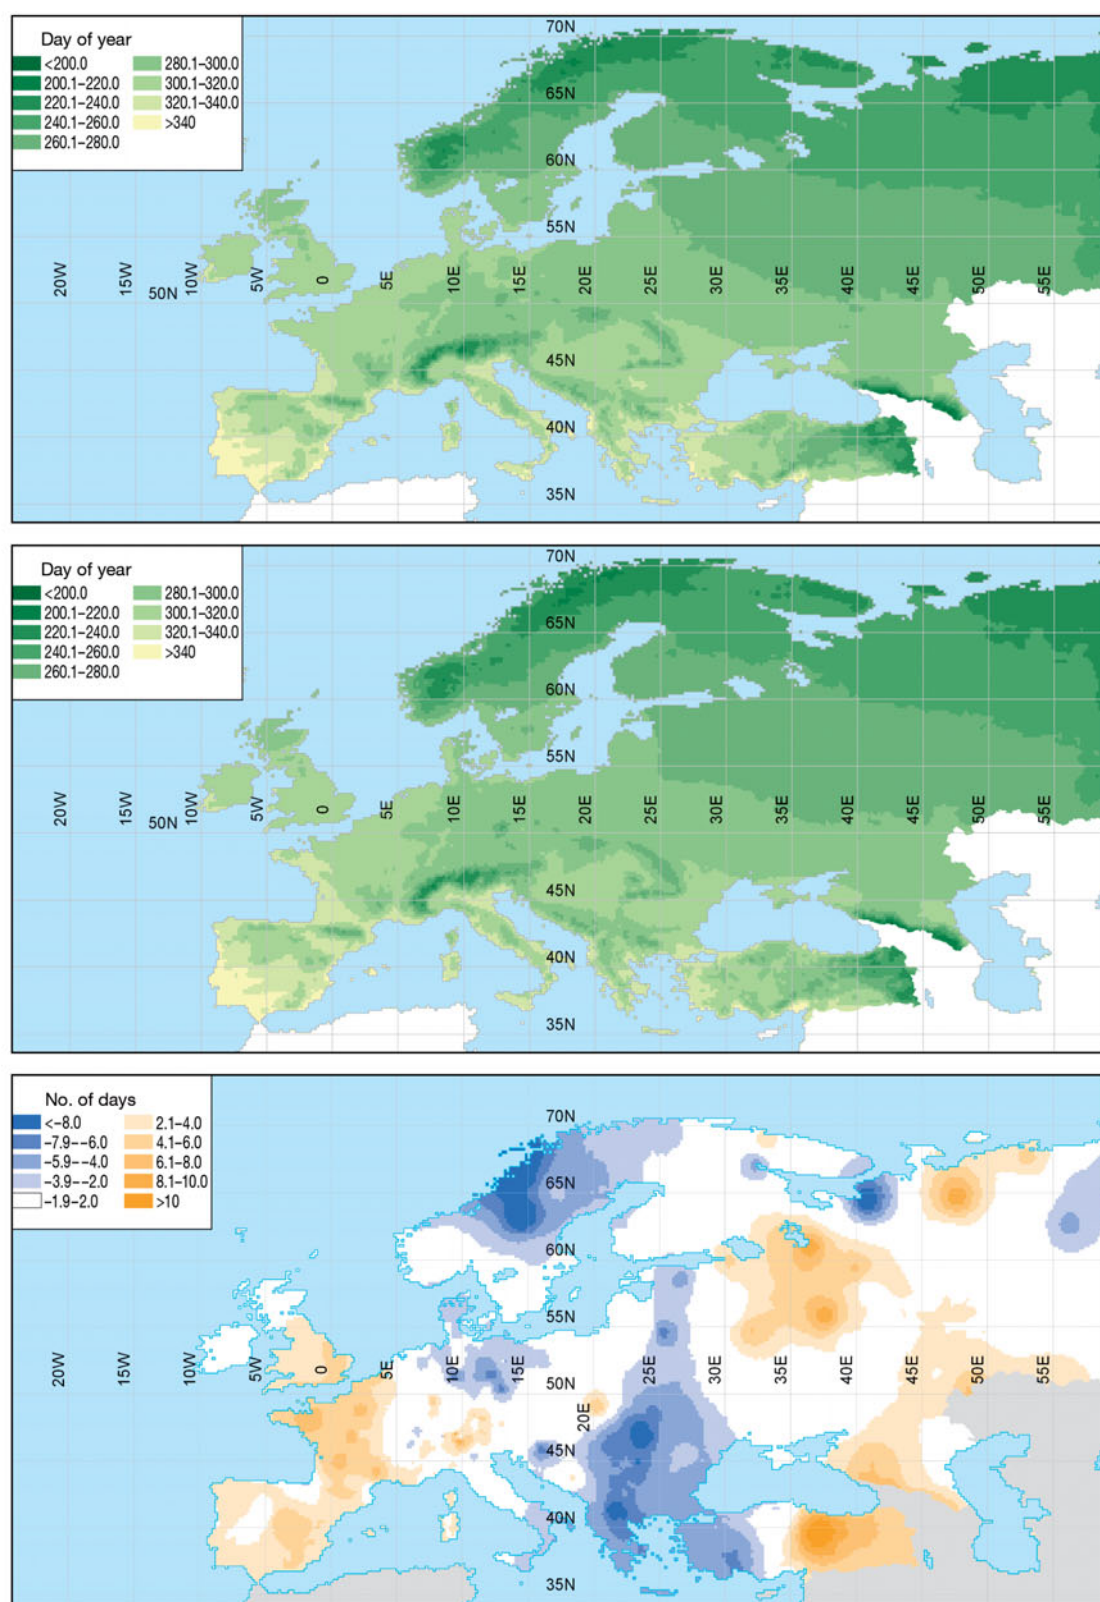 Day of year
<200.0 280.1–300.0
200.1–220.0 300.1–320.0
220.1–240.0 320.1–340.0
240.1–260.0 >340
260.1–280.0
70N
65N
60N
55N
20W 15W 10W 5W 0 5E 10E 15E 20E 25E 30E 35E 40E 45E 50E 55E
50N
45N
40N
35N
Day of year
<200.0 280.1–300.0
200.1–220.0 300.1–320.0
220.1–240.0 320.1–340.0
240.1–260.0 >340
260.1–280.0
70N
65N
60N
55N
20W 15W 10W 5W 0 5E 10E 15E 20E 25E 30E 35E 40E 45E 50E 55E
50N
45N
40N
35N
No. of days
<–8.0 2.1–4.0
–7.9––6.0 4.1–6.0
–5.9––4.0 6.1–8.0
–3.9––2.0 8.1–10.0
–1.9–2.0 >10
70N
65N
60N
55N
20W 15W 10W 5W 0 5E 10E 15E 25E 30E 35E 40E 45E 50E 55E
50N
20E
45N
40N
35N